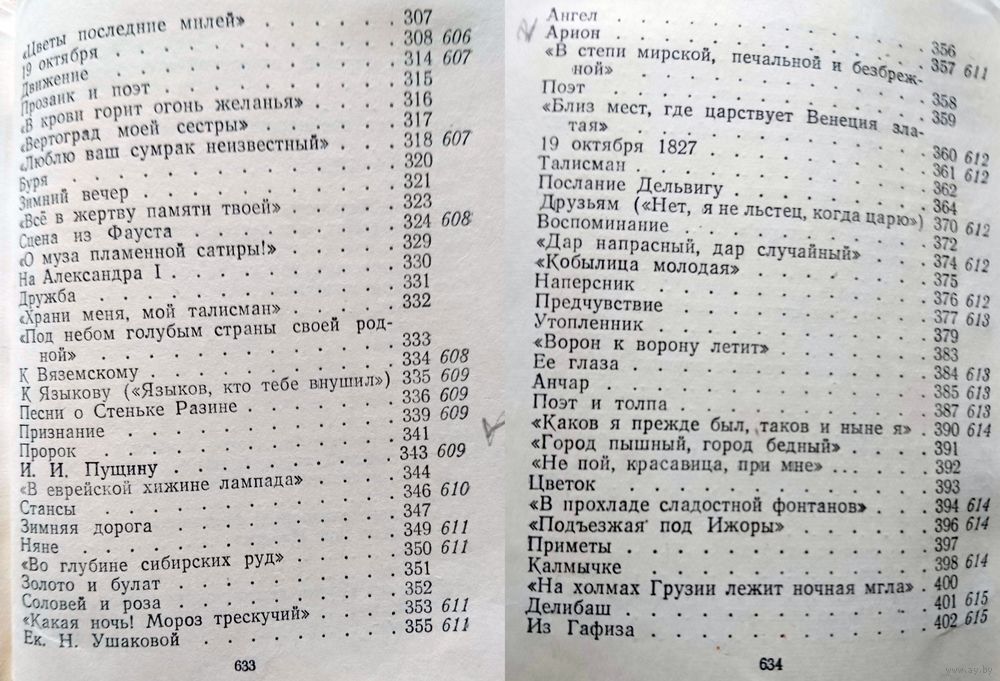 «Цветы последние милей» . . . . . 307
19 октября . . . . . . . . . . 308 606
Движение . . . . . . . . . . 314 607
Прозаик и поэт . . . . . . . . 315
«В крови горит огонь желанья» . . . 316
«Вертоград моей сестры» . . . . . 317
«Люблю ваш сумрак неизвестный» . . . 318 607
Буря . . . . . . . . . . . 320
Зимний вечер . . . . . . . . . 321
«Всё в жертву памяти твоей» . . . . 323
Сцена из Фауста . . . . . . . . 324 608
«О муза пламенной сатиры!» . . . . 329
На Александра I . . . . . . . . 330
Дружба . . . . . . . . . . 331
«Храни меня, мой талисман» . . . . 332
«Под небом голубым страны своей род-
ной» . . . . . . . . . . 333
К Вяземскому . . . . . . . . 334 608
К Языкову («Языков, кто тебе внушил») 335 609
Песни о Стеньке Разине . . . . . 336 609
Признание . . . . . . . . . 339 609
Пророк . . . . . . . . . . 341
И. И. Пущину . . . . . . . . 343 609
«В еврейской хижине лампада» . . . 344
Стансы . . . . . . . . . . 346 610
Зимняя дорога . . . . . . . . 347
Няне . . . . . . . . . . . 349 611
«Во глубине сибирских руд» . . . . 350 611
Золото и булат . . . . . . . . 351
Соловей и роза . . . . . . . . 352
«Какая ночь! Мороз трескучий» . . . 353 611
Ек. Н. Ушаковой . . . . . . . 355 611
633
Ангел . . . . . . . . . . . 356
Арион . . . . . . . . . . . 357 611
«В степи мирской, печальной и безбреж-
ной» . . . . . . . . . . 358
Поэт . . . . . . . . . . . 359
«Близ мест, где царствует Венеция зла-
тая» . . . . . . . . . . 360 612
19 октября 1827 . . . . . . . . 361 612
Талисман . . . . . . . . . . 362
Послание Дельвигу . . . . . . . 364
Друзьям («Нет, я не льстец, когда царю») 370 612
Воспоминание . . . . . . . . . 372
«Дар напрасный, дар случайный» . . . 374 612
«Кобылица молодая» . . . . . . . 375
Наперсник . . . . . . . . . . 376 612
Предчувствие . . . . . . . . . 377 613
Утопленник . . . . . . . . . 379
«Ворон к ворону летит» . . . . . . 383
Ее глаза . . . . . . . . . . 384 613
Анчар . . . . . . . . . . . 385 613
Поэт и толпа . . . . . . . . . 387 613
«Каков я прежде был, таков и ныне я» . 390 614
«Город пышный, город бедный» . . . . 391
«Не пой, красавица, при мне» . . . . 392
Цветок . . . . . . . . . . . 393
«В прохладе сладостной фонтанов» . . . 394 614
«Подъезжая под Ижоры» . . . . . . 396 614
Приметы . . . . . . . . . . 397
Калмычке . . . . . . . . . . 398 614
«На холмах Грузии лежит ночная мгла» . 400
Делибаш . . . . . . . . . . 401 615
Из Гафиза . . . . . . . . . . 402 615
634
www.ay.by